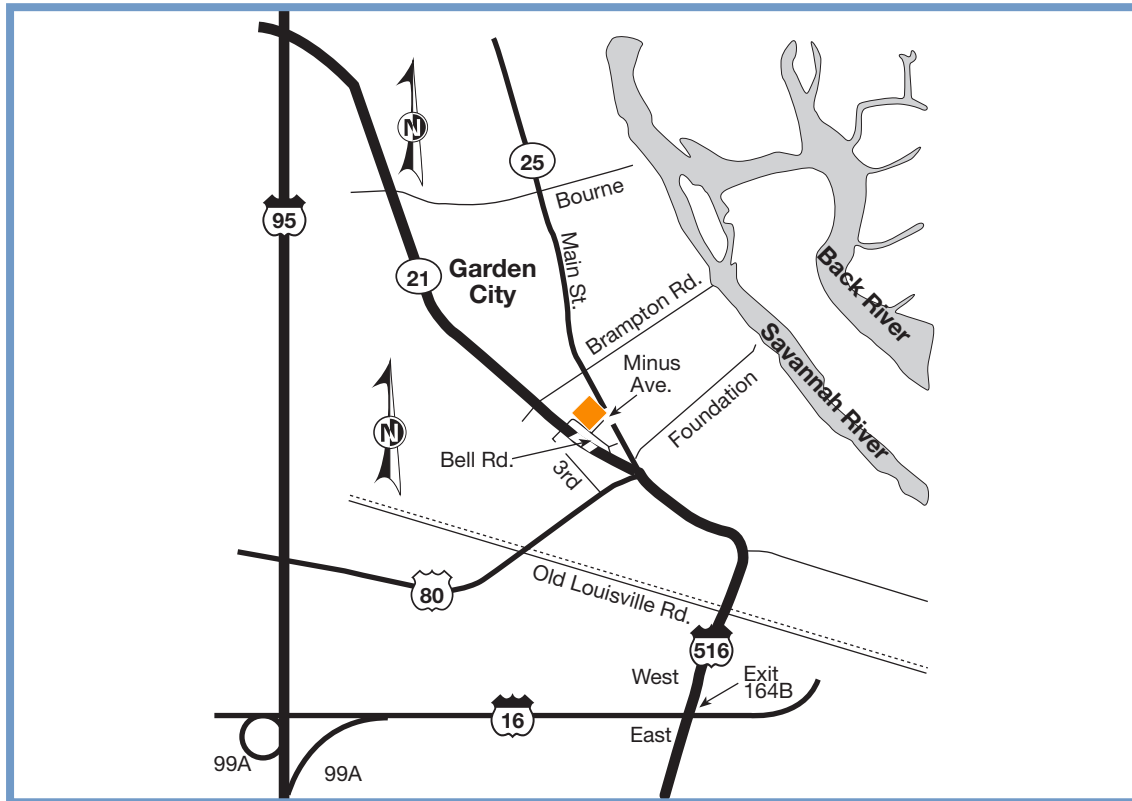 N
25
Bourne
95
Main St.
Garden
City
21
Back River
Brampton Rd.
Savannah River
Minus
Ave.
Foundation
N
Bell Rd.
3rd
Old Louisville Rd.
80
516
West
Exit
164B
16
East
99A
99A